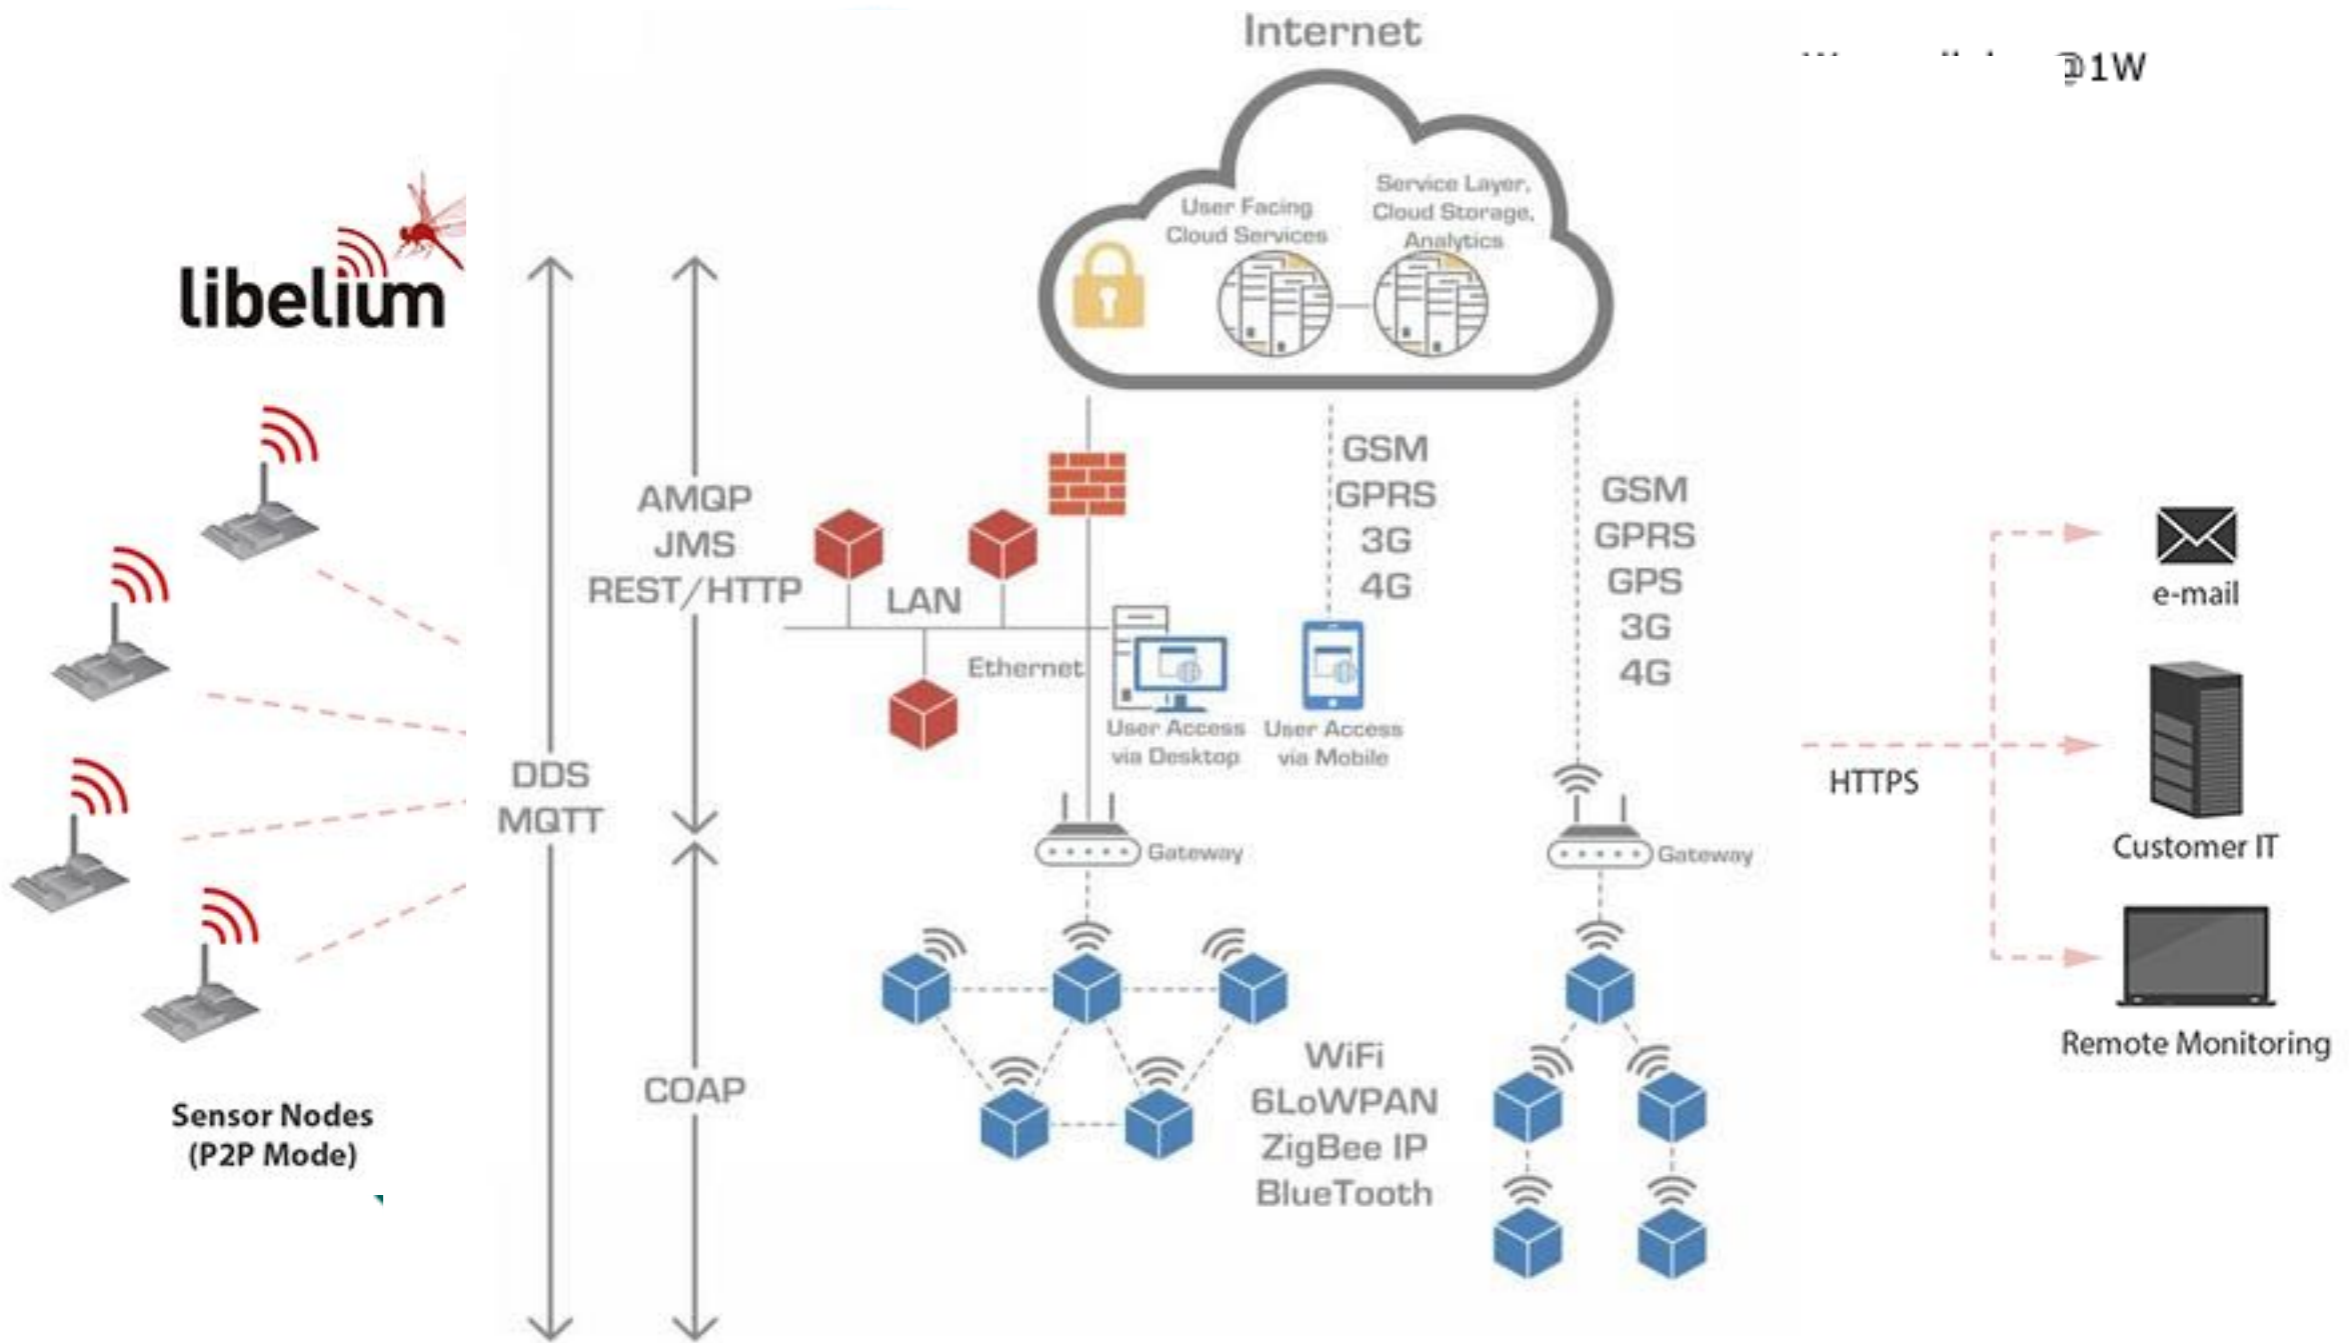 Internet
@1W
libelium
User Facing
Cloud Services
Service Layer,
Cloud Storage,
Analytics
AMQP
JMS
REST/HTTP
LAN
Ethernet
GSM
GPRS
3G
4G
GSM
GPRS
GPS
3G
4G
User Access
via Desktop
User Access
via Mobile
DDS
MQTT
Gateway
Gateway
COAP
WiFi
6LoWPAN
ZigBee IP
BlueTooth
Sensor Nodes
(P2P Mode)
HTTPS
e-mail
Customer IT
Remote Monitoring